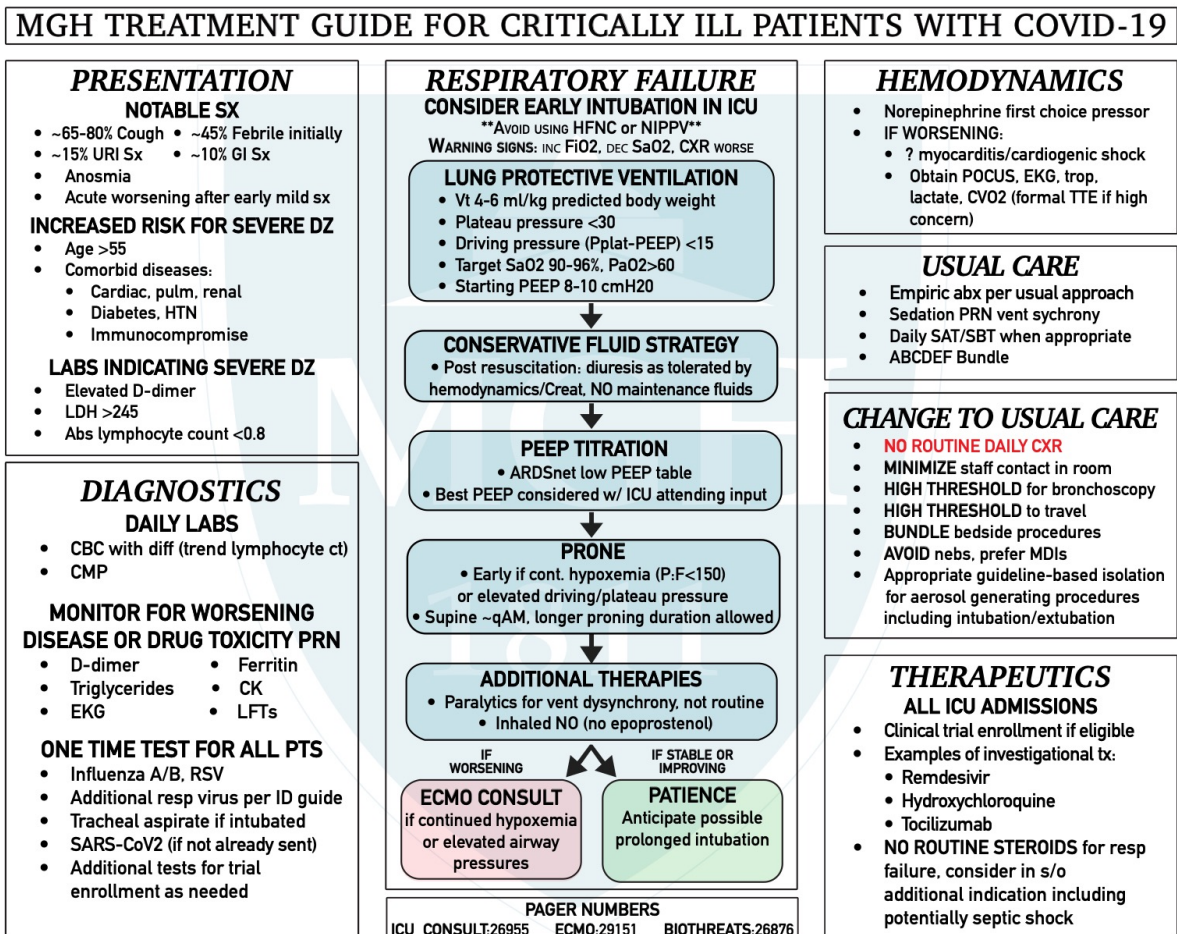 MGH TREATMENT GUIDE FOR CRITICALLY ILL PATIENTS WITH COVID-19
PRESENTATION
NOTABLE SX
• ~65-80% Cough • ~45% Febrile initially
• ~15% URI Sx • ~10% GI Sx
• Anosmia
• Acute worsening after early mild sx
INCREASED RISK FOR SEVERE DZ
• Age >55
• Comorbid diseases:
• Cardiac, pulm, renal
• Diabetes, HTN
• Immunocompromise
LABS INDICATING SEVERE DZ
• Elevated D-dimer
• LDH >245
• Abs lymphocyte count <0.8
DIAGNOSTICS
DAILY LABS
• CBC with diff (trend lymphocyte ct)
• CMP
MONITOR FOR WORSENING
DISEASE OR DRUG TOXICITY PRN
• D-dimer • Ferritin
• Triglycerides • CK
• EKG • LFTs
ONE TIME TEST FOR ALL PTS
• Influenza A/B, RSV
• Additional resp virus per ID guide
• Tracheal aspirate if intubated
• SARS-CoV2 (if not already sent)
• Additional tests for trial
enrollment as needed
RESPIRATORY FAILURE
CONSIDER EARLY INTUBATION IN ICU
**AVOID USING HFNC OR NIPPV**
WARNING SIGNS: INC FiO2, DEC SaO2, CXR WORSE
LUNG PROTECTIVE VENTILATION
• Vt 4-6 ml/kg predicted body weight
• Plateau pressure <30
• Driving pressure (Pplat-PEEP) <15
• Target SaO2 90-96%, PaO2>60
• Starting PEEP 8-10 cmH20
CONSERVATIVE FLUID STRATEGY
• Post resuscitation: diuresis as tolerated by
hemodynamics/Creat, NO maintenance fluids
PEEP TITRATION
• ARDSnet low PEEP table
• Best PEEP considered w/ ICU attending input
PRONE
• Early if cont. hypoxemia (P:F<150)
or elevated driving/plateau pressure
• Supine ~qAM, longer proning duration allowed
ADDITIONAL THERAPIES
• Paralytics for vent dysynchrony, not routine
• Inhaled NO (no epoprostenol)
IF
WORSENING
IF STABLE OR
IMPROVING
ECMO CONSULT
if continued hypoxemia
or elevated airway
pressures
PATIENCE
Anticipate possible
prolonged intubation
PAGER NUMBERS
ICU CONSULT:26955 ECMO:29151 BIOTHREATS:26876
HEMODYNAMICS
• Norepinephrine first choice pressor
• IF WORSENING:
• ? myocarditis/cardiogenic shock
• Obtain POCUS, EKG, trop,
lactate, CVO2 (formal TTE if high
concern)
USUAL CARE
• Empiric abx per usual approach
• Sedation PRN vent sychrony
• Daily SAT/SBT when appropriate
• ABCDEF Bundle
CHANGE TO USUAL CARE
• NO ROUTINE DAILY CXR
• MINIMIZE staff contact in room
• HIGH THRESHOLD for bronchoscopy
• HIGH THRESHOLD to travel
• BUNDLE bedside procedures
• AVOID nebs, prefer MDIs
• Appropriate guideline-based isolation
for aerosol generating procedures
including intubation/extubation
THERAPEUTICS
ALL ICU ADMISSIONS
• Clinical trial enrollment if eligible
• Examples of investigational tx:
• Remdesivir
• Hydroxychloroquine
• Tocilizumab
• NO ROUTINE STEROIDS for resp
failure, consider in s/o
additional indication including
potentially septic shock
MGH
1811